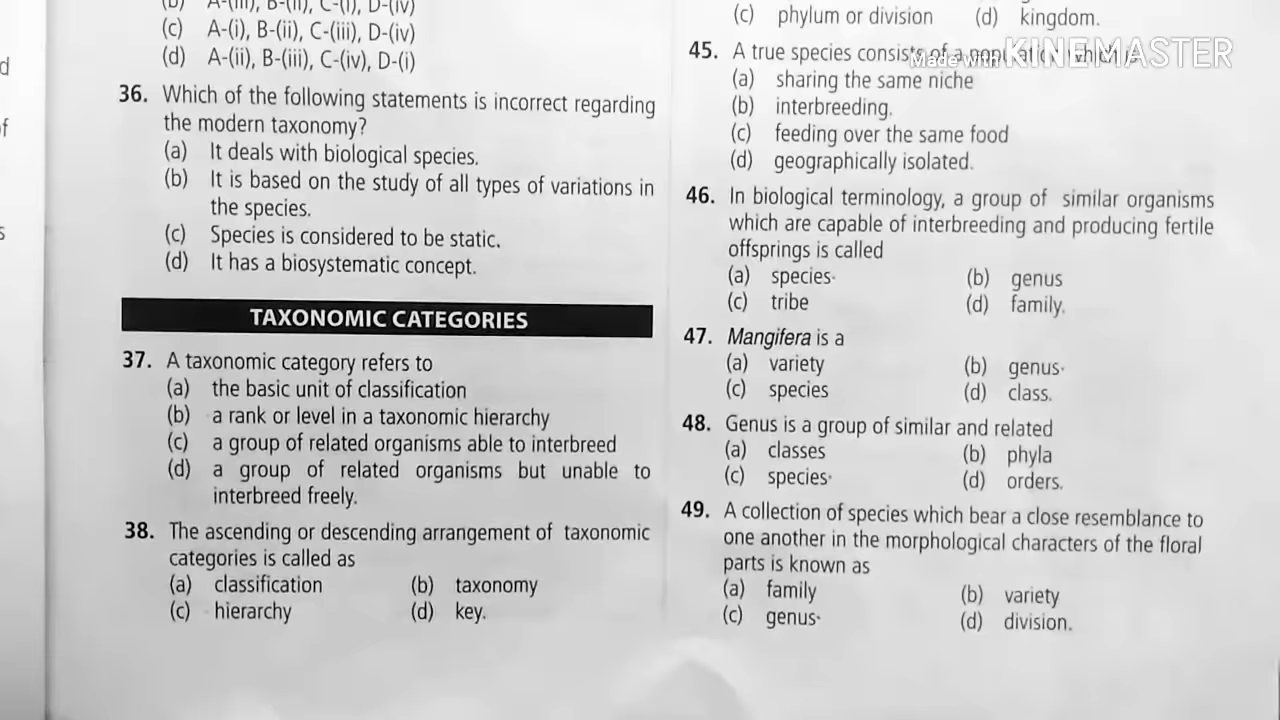 (b) A-(iii), B-(ii), C-(i), D-(iv)
(c) A-(i), B-(ii), C-(iii), D-(iv)
(d) A-(ii), B-(iii), C-(iv), D-(i)
36. Which of the following statements is incorrect regarding
the modern taxonomy?
(a) It deals with biological species.
(b) It is based on the study of all types of variations in
the species.
(c) Species is considered to be static.
(d) It has a biosystematic concept.
TAXONOMIC CATEGORIES
37. A taxonomic category refers to
(a) the basic unit of classification
(b) a rank or level in a taxonomic hierarchy
(c) a group of related organisms able to interbreed
(d) a group of related organisms but unable to
interbreed freely.
38. The ascending or descending arrangement of taxonomic
categories is called as
(a) classification (b) taxonomy
(c) hierarchy (d) key.
(c) phylum or division (d) kingdom.
45. A true species consists of a population which is
(a) sharing the same niche
(b) interbreeding.
(c) feeding over the same food
(d) geographically isolated.
46. In biological terminology, a group of similar organisms
which are capable of interbreeding and producing fertile
offsprings is called
(a) species (b) genus
(c) tribe (d) family.
47. Mangifera is a
(a) variety (b) genus
(c) species (d) class.
48. Genus is a group of similar and related
(a) classes (b) phyla
(c) species (d) orders.
49. A collection of species which bear a close resemblance to
one another in the morphological characters of the floral
parts is known as
(a) family (b) variety
(c) genus (d) division.
Made with KINEMASTER